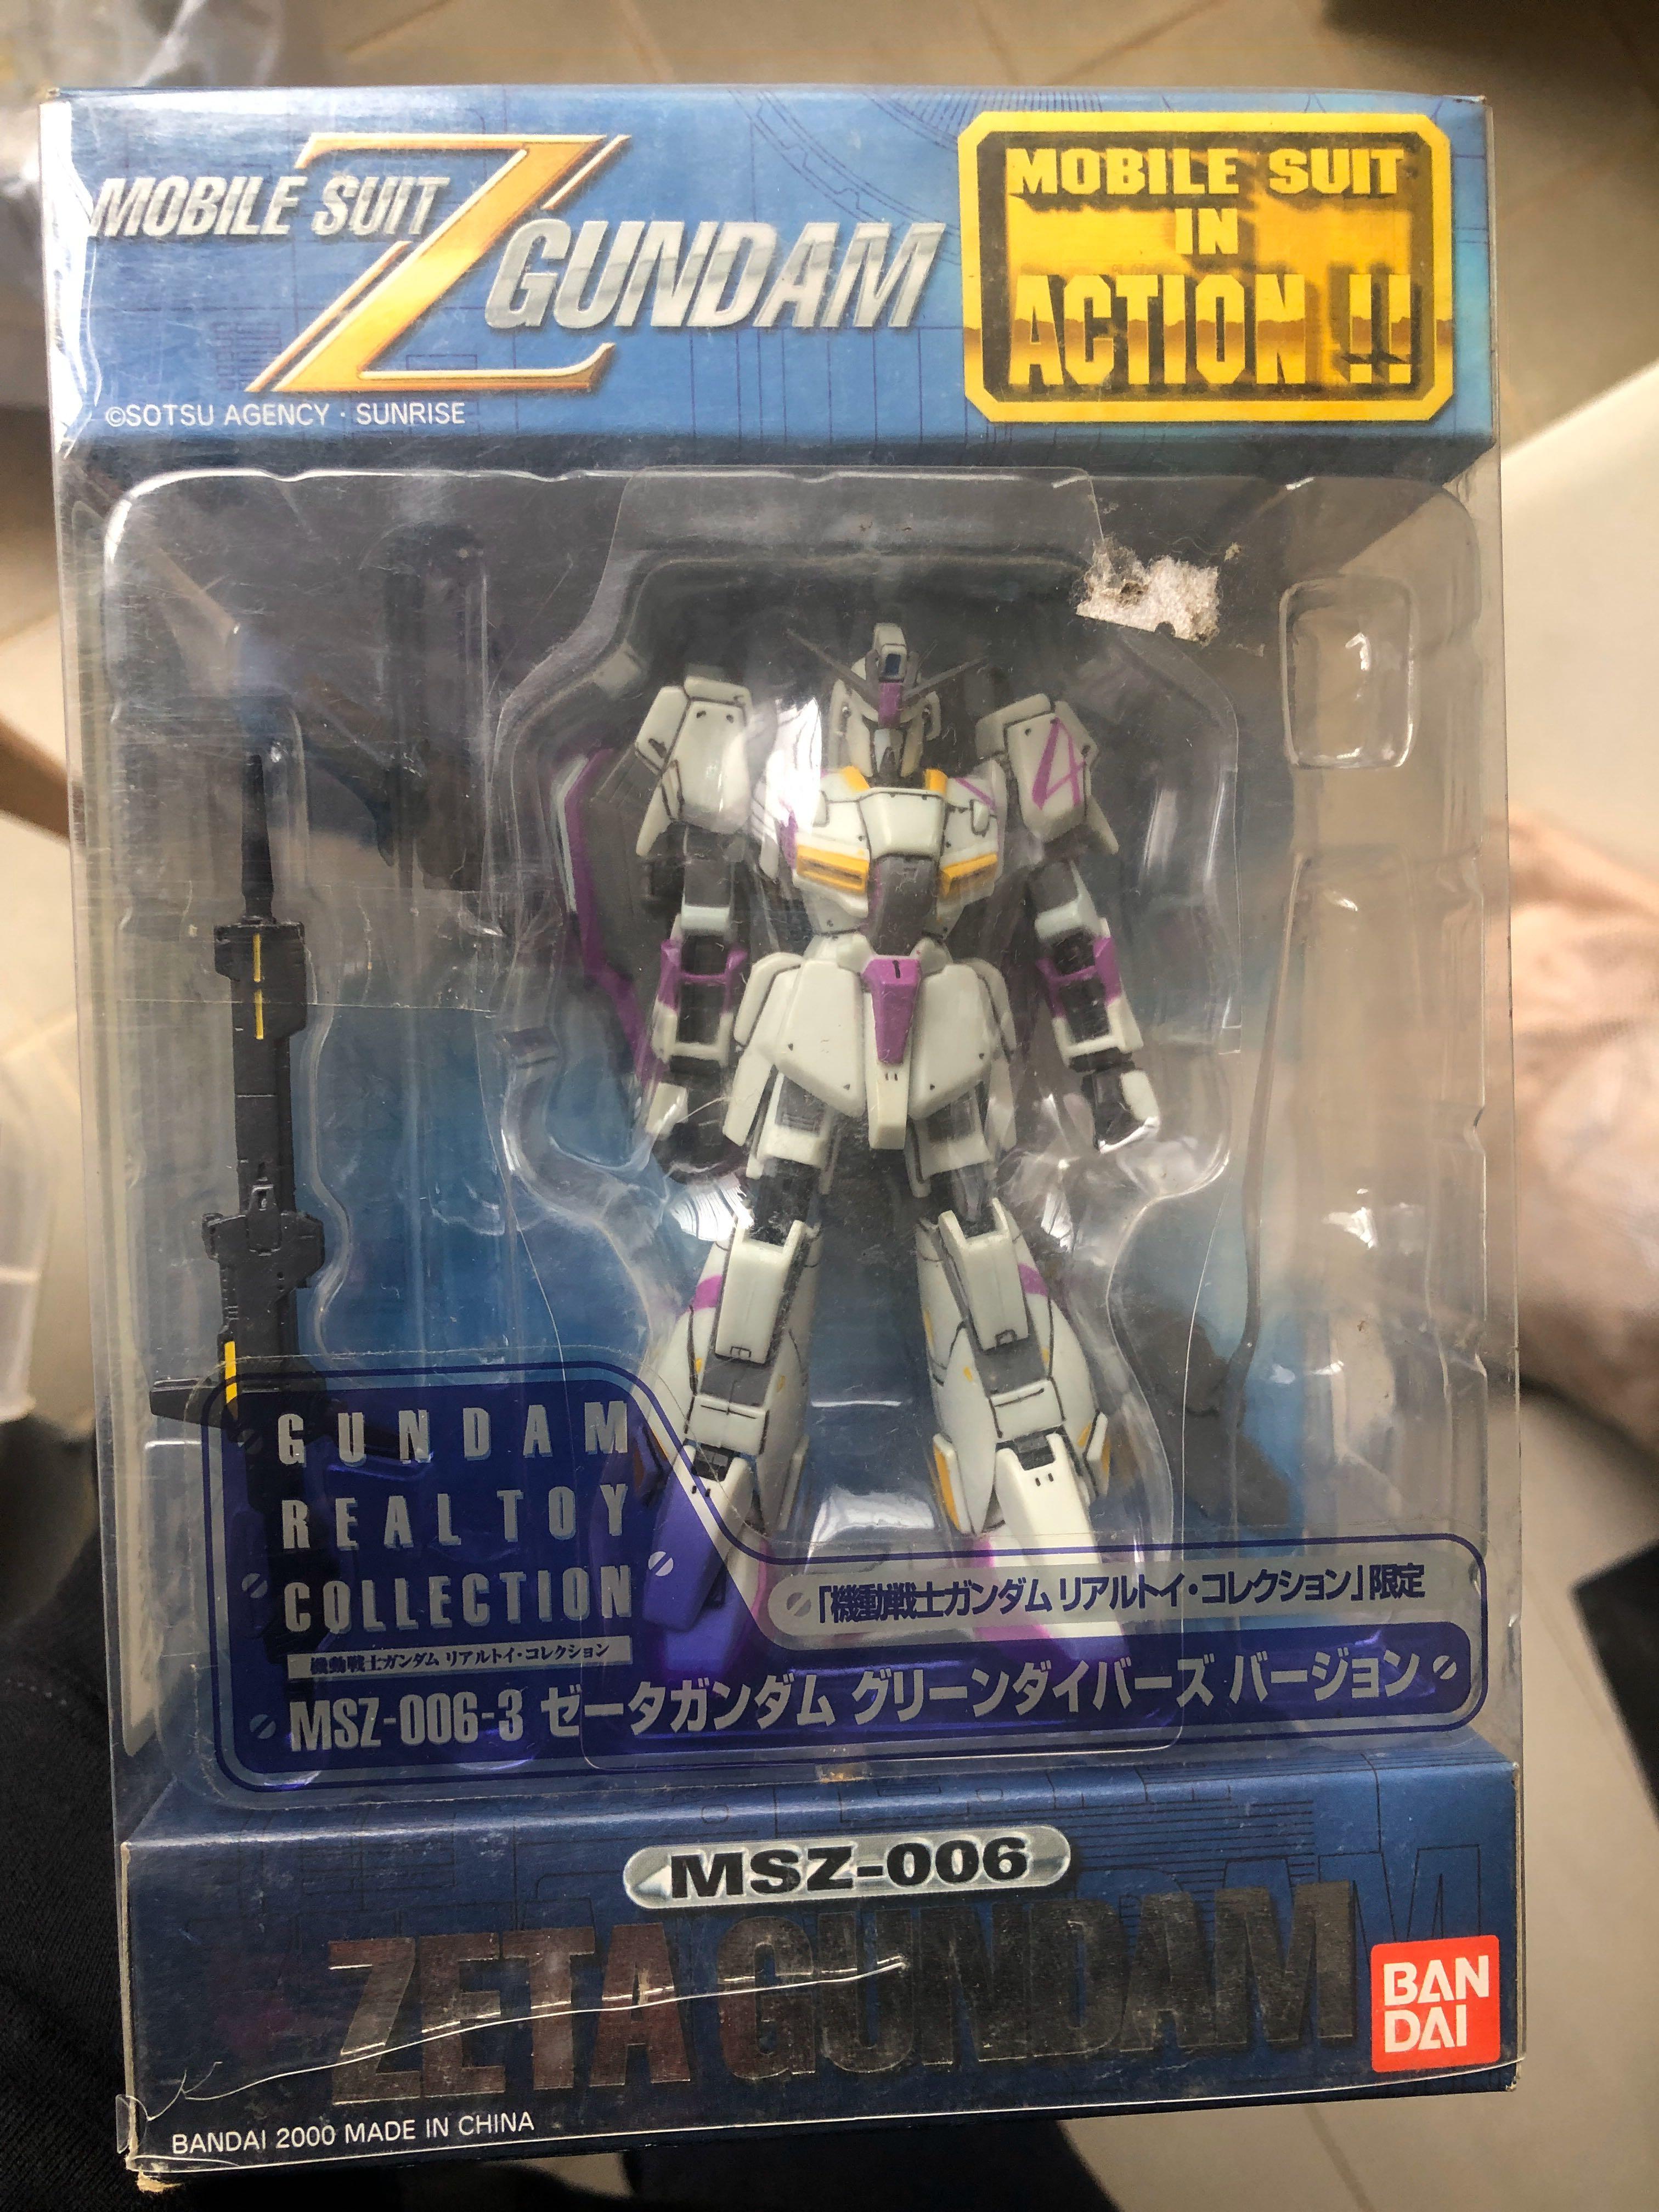 MOBILE SUIT Z GUNDAM
©SOTSU AGENCY · SUNRISE
MOBILE SUIT
IN
ACTION !!
4
GUNDAM
REAL TOY
COLLECTION
機動戦士ガンダム リアルトイ・コレクション
「機動戦士ガンダム リアルトイ・コレクション」限定
MSZ-006-3 ゼータガンダム グリーンダイバーズ バージョン
MSZ-006
ZETA GUNDAM
BAN
DAI
BANDAI 2000 MADE IN CHINA